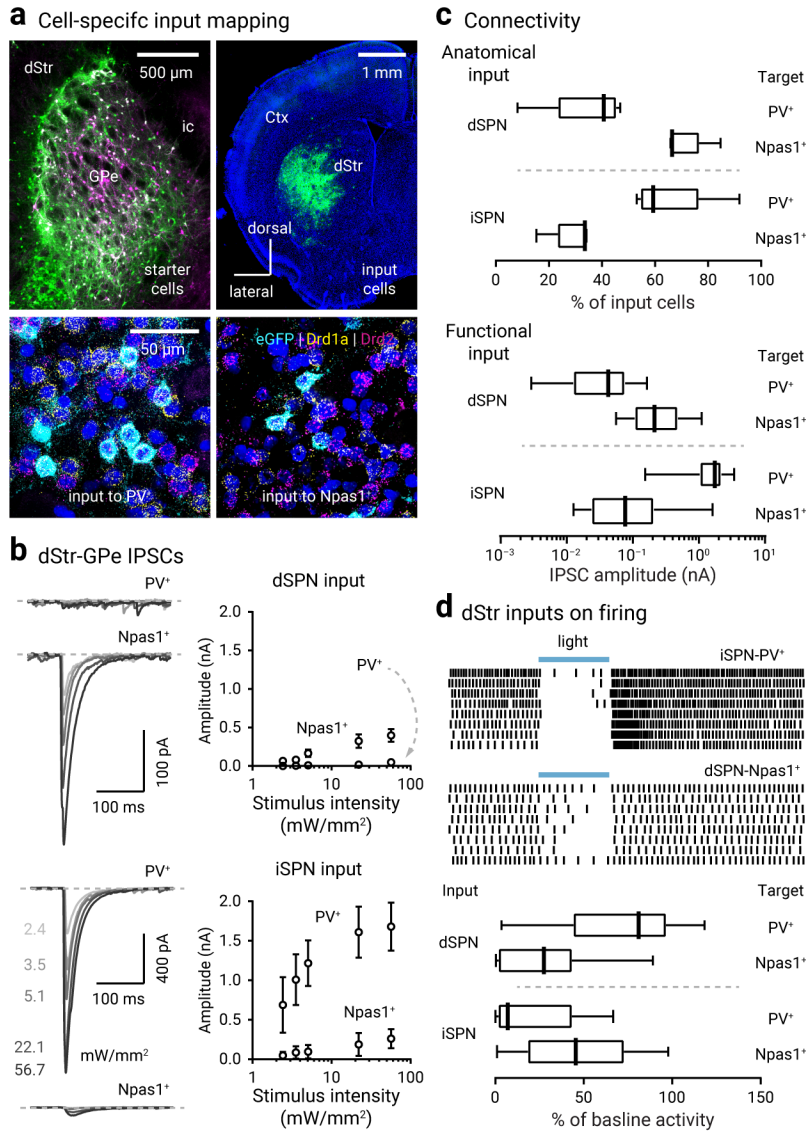 a Cell-specifc input mapping
dStr
500 µm
ic
GPe
starter
cells
1 mm
Ctx
dStr
dorsal
lateral
input
cells
50 µm
input to PV⁺
eGFP | Drd1a | Drd2
input to Npas1⁺
b dStr-GPe IPSCs
PV⁺
Npas1⁺
100 pA
100 ms
dSPN input
2.0
1.5
1.0
0.5
0.0
Amplitude (nA)
PV⁺
Npas1⁺
1 10 100
Stimulus intensity
(mW/mm²)
PV⁺
2.4
3.5
5.1
22.1
56.7
mW/mm²
400 pA
100 ms
Npas1⁺
iSPN input
2.0
1.5
1.0
0.5
0.0
Amplitude (nA)
PV⁺
Npas1⁺
1 10 100
Stimulus intensity
(mW/mm²)
c Connectivity
Anatomical
input Target
dSPN
PV⁺
Npas1⁺
iSPN
PV⁺
Npas1⁺
0 20 40 60 80 100
% of input cells
Functional
input Target
dSPN
PV⁺
Npas1⁺
iSPN
PV⁺
Npas1⁺
10⁻³ 10⁻² 10⁻¹ 10⁰ 10¹
IPSC amplitude (nA)
d dStr inputs on firing
light
iSPN-PV⁺
dSPN-Npas1⁺
Input Target
dSPN
PV⁺
Npas1⁺
iSPN
PV⁺
Npas1⁺
0 50 100 150
% of basline activity